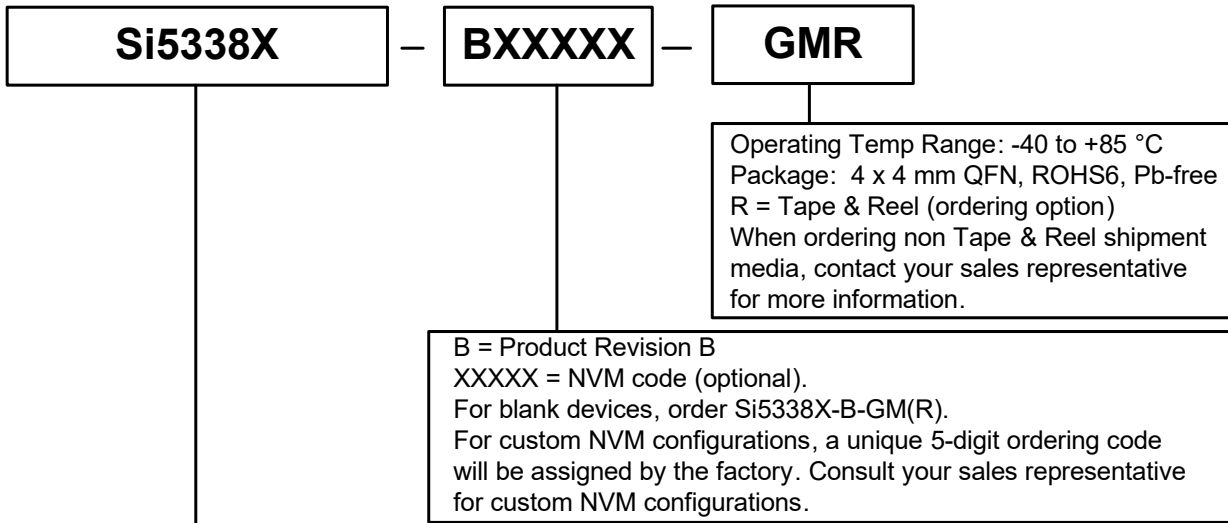 Si5338X – BXXXXX – GMR
Operating Temp Range: -40 to +85 °C
Package:  4 x 4 mm QFN, ROHS6, Pb-free
R = Tape & Reel (ordering option)
When ordering non Tape & Reel shipment
media, contact your sales representative
for more information.
B = Product Revision B
XXXXX = NVM code (optional).
For blank devices, order Si5338X-B-GM(R).
For custom NVM configurations, a unique 5-digit ordering code
will be assigned by the factory. Consult your sales representative
for custom NVM configurations.